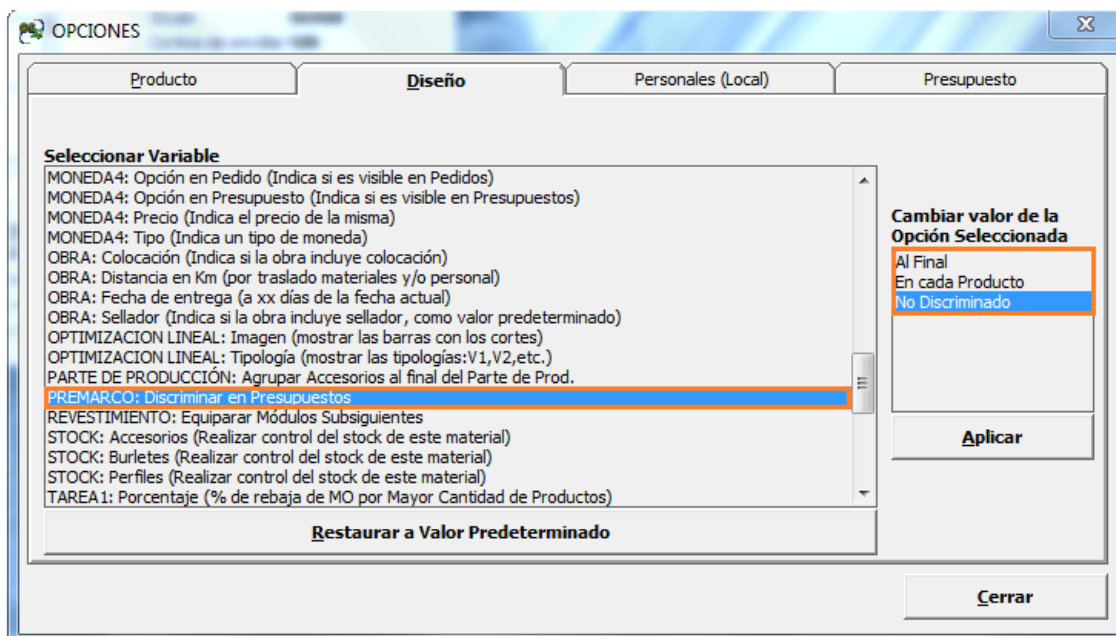 OPCIONES
Producto
Diseño
Personales (Local)
Presupuesto
Seleccionar Variable
MONEDA4: Opción en Pedido (Indica si es visible en Pedidos)
MONEDA4: Opción en Presupuesto (Indica si es visible en Presupuestos)
MONEDA4: Precio (Indica el precio de la misma)
MONEDA4: Tipo (Indica un tipo de moneda)
OBRA: Colocación (Indica si la obra incluye colocación)
OBRA: Distancia en Km (por traslado materiales y/o personal)
OBRA: Fecha de entrega (a xx días de la fecha actual)
OBRA: Sellador (Indica si la obra incluye sellador, como valor predeterminado)
OPTIMIZACION LINEAL: Imagen (mostrar las barras con los cortes)
OPTIMIZACION LINEAL: Tipología (mostrar las tipologías:V1,V2,etc.)
PARTE DE PRODUCCIÓN: Agrupar Accesorios al final del Parte de Prod.
PREMARCO: Discriminar en Presupuestos
REVESTIMIENTO: Equiparar Módulos Subsiguientes
STOCK: Accesorios (Realizar control del stock de este material)
STOCK: Burletes (Realizar control del stock de este material)
STOCK: Perfiles (Realizar control del stock de este material)
TAREA1: Porcentaje (% de rebaja de MO por Mayor Cantidad de Productos)
Restaurar a Valor Predeterminado
Cambiar valor de la
Opción Seleccionada
Al Final
En cada Producto
No Discriminado
Aplicar
Cerrar